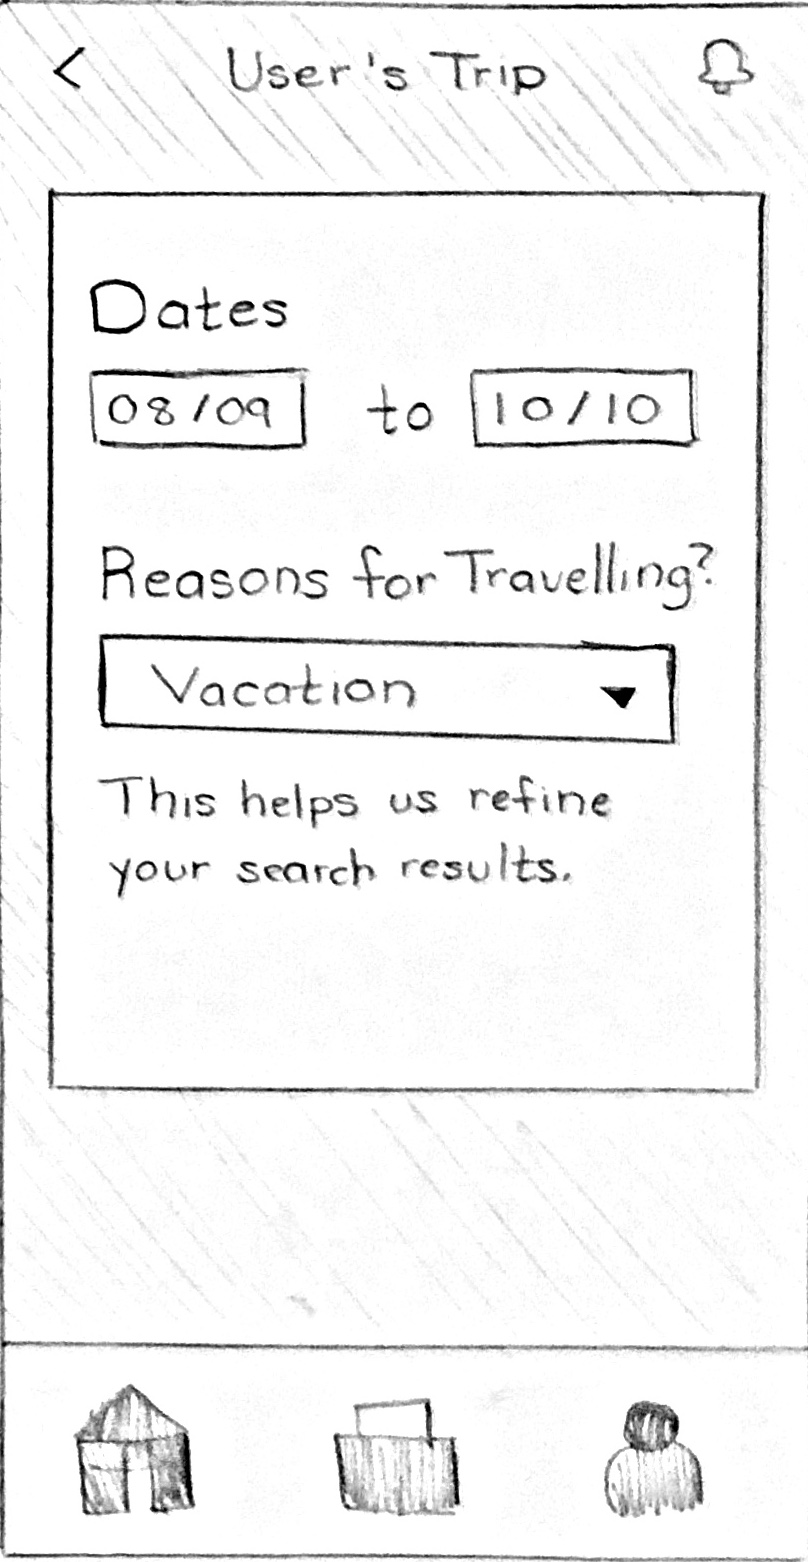 User's Trip
Dates
08/09 to 10/10
Reasons for Travelling?
Vacation
This helps us refine
your search results.